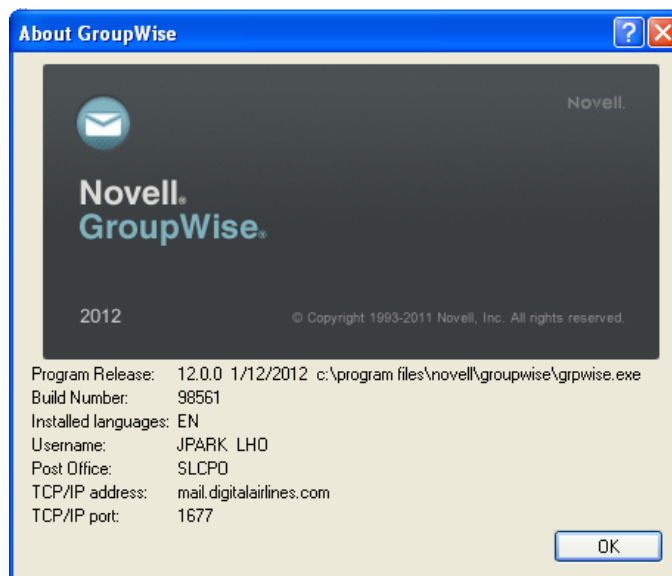 About GroupWise
Novell.
Novell®
GroupWise®
2012 © Copyright 1993-2011 Novell, Inc. All rights reserved.
Program Release: 12.0.0 1/12/2012 c:\program files\novell\groupwise\grpwise.exe
Build Number: 98561
Installed languages: EN
Username: JPARK LHO
Post Office: SLCPO
TCP/IP address: mail.digitalairlines.com
TCP/IP port: 1677
OK